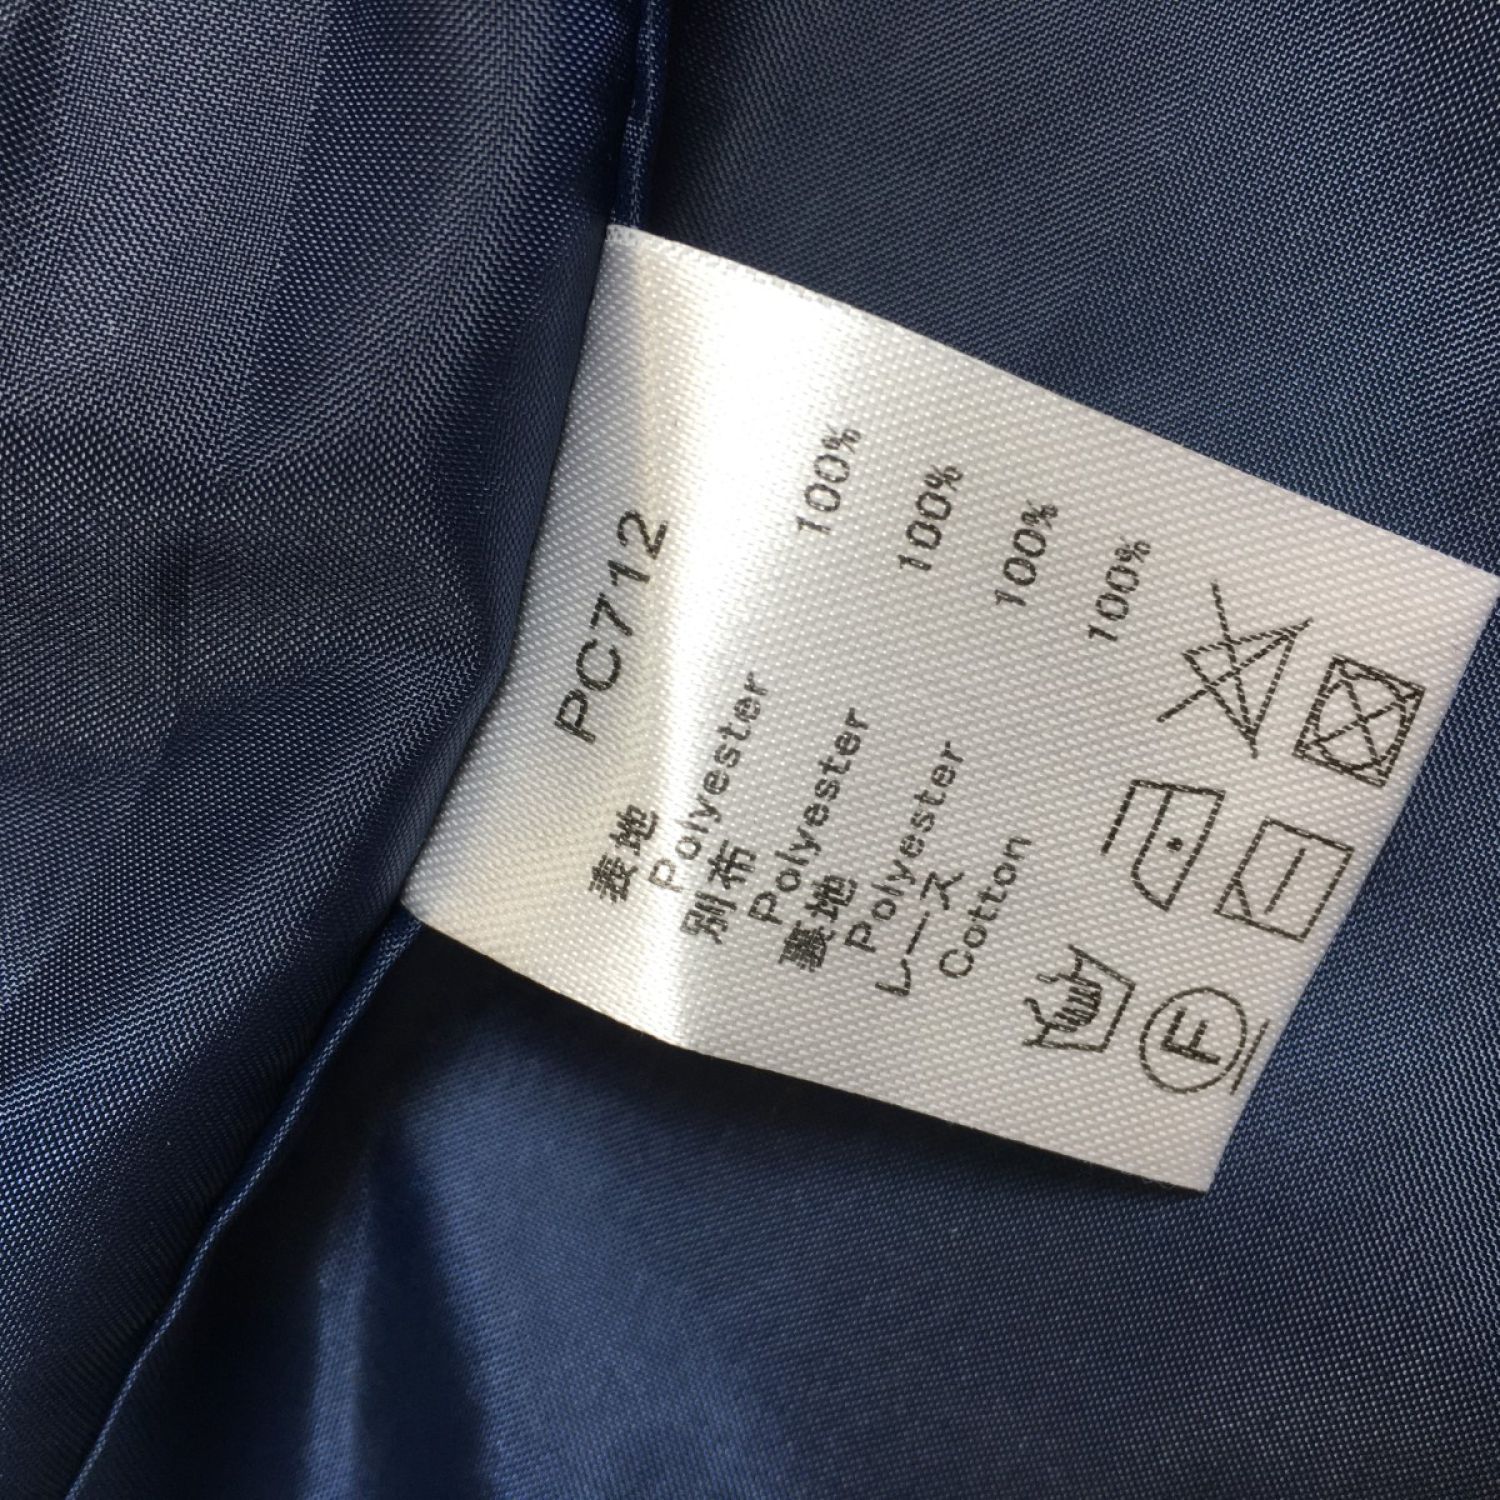 PC712
表地
Polyester 100%
別布
Polyester 100%
裏地
Polyester 100%
レース
Cotton 100%
F